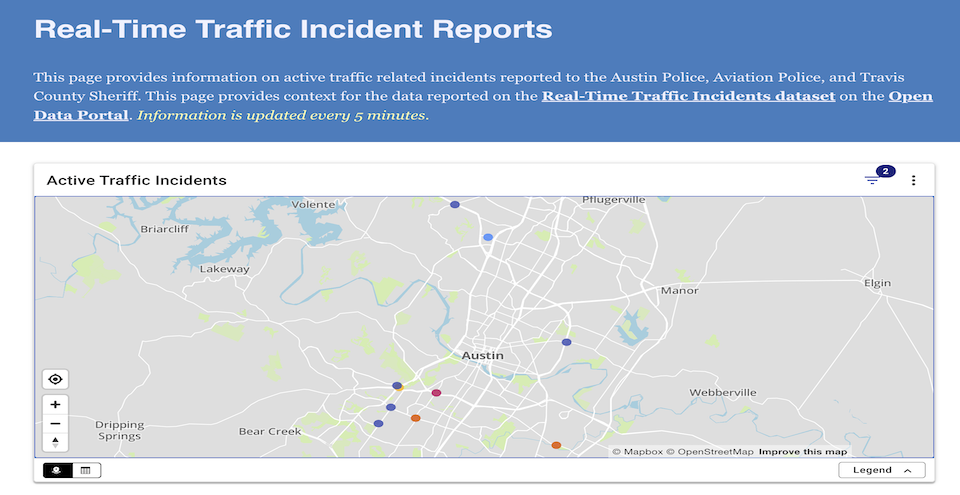 Real-Time Traffic Incident Reports
This page provides information on active traffic related incidents reported to the Austin Police, Aviation Police, and Travis
County Sheriff. This page provides context for the data reported on the Real-Time Traffic Incidents dataset on the Open
Data Portal. Information is updated every 5 minutes.
Active Traffic Incidents
2
Volente
Pflugerville
Briarcliff
Lakeway
Elgin
Manor
Austin
Webberville
Dripping
Springs
Bear Creek
© Mapbox © OpenStreetMap Improve this map
Legend